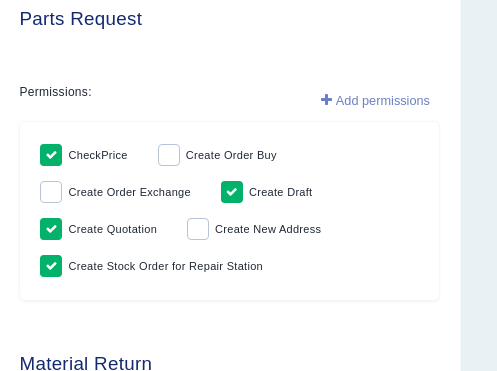 Parts Request
Permissions:
+ Add permissions
CheckPrice Create Order Buy
Create Order Exchange Create Draft
Create Quotation Create New Address
Create Stock Order for Repair Station
Material Return